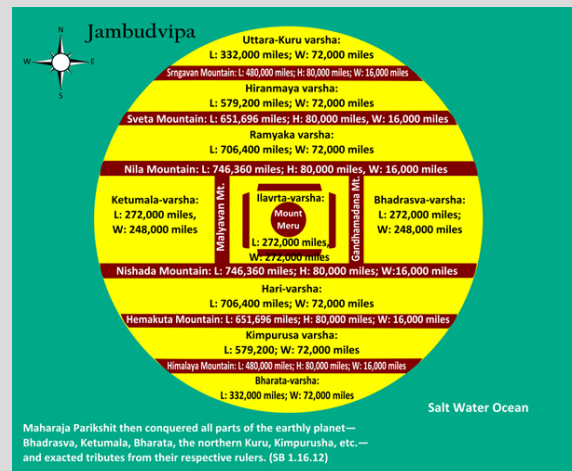 Jambudvipa
N
W
E
S
Uttara-Kuru varsha:
L: 332,000 miles; W: 72,000 miles
Srngavan Mountain: L: 480,000 miles; H: 80,000 miles; W: 16,000 miles
Hiranmaya varsha:
L: 579,200 miles; W: 72,000 miles
Sveta Mountain: L: 651,696 miles; H: 80,000 miles, W: 16,000 miles
Ramyaka varsha:
L: 706,400 miles; W: 72,000 miles
Nila Mountain: L: 746,360 miles; H: 80,000 miles, W: 16,000 miles
Ketumala-varsha:
L: 272,000 miles,
W: 248,000 miles
Malyavan Mt.
Ilavrta-varsha:
Mount
Meru
L: 272,000 miles,
W: 272,000 miles
Gandhamadana Mt.
Bhadrasva-varsha:
L: 272,000 miles;
W: 248,000 miles
Nishada Mountain: L: 746,360 miles; H: 80,000 miles; W:16,000 miles
Hari-varsha:
L: 706,400 miles; W: 72,000 miles
Hemakuta Mountain: L: 651,696 miles; H: 80,000 miles; W: 16,000 miles
Kimpurusa varsha:
L: 579,200; W: 72,000 miles
Himalaya Mountain: L: 480,000 miles; H: 80,000 miles; W: 16,000 miles
Bharata-varsha:
L: 332,000 miles; W: 72,000 miles
Salt Water Ocean
Maharaja Parikshit then conquered all parts of the earthly planet—
Bhadrasva, Ketumala, Bharata, the northern Kuru, Kimpurusha, etc.—
and exacted tributes from their respective rulers. (SB 1.16.12)